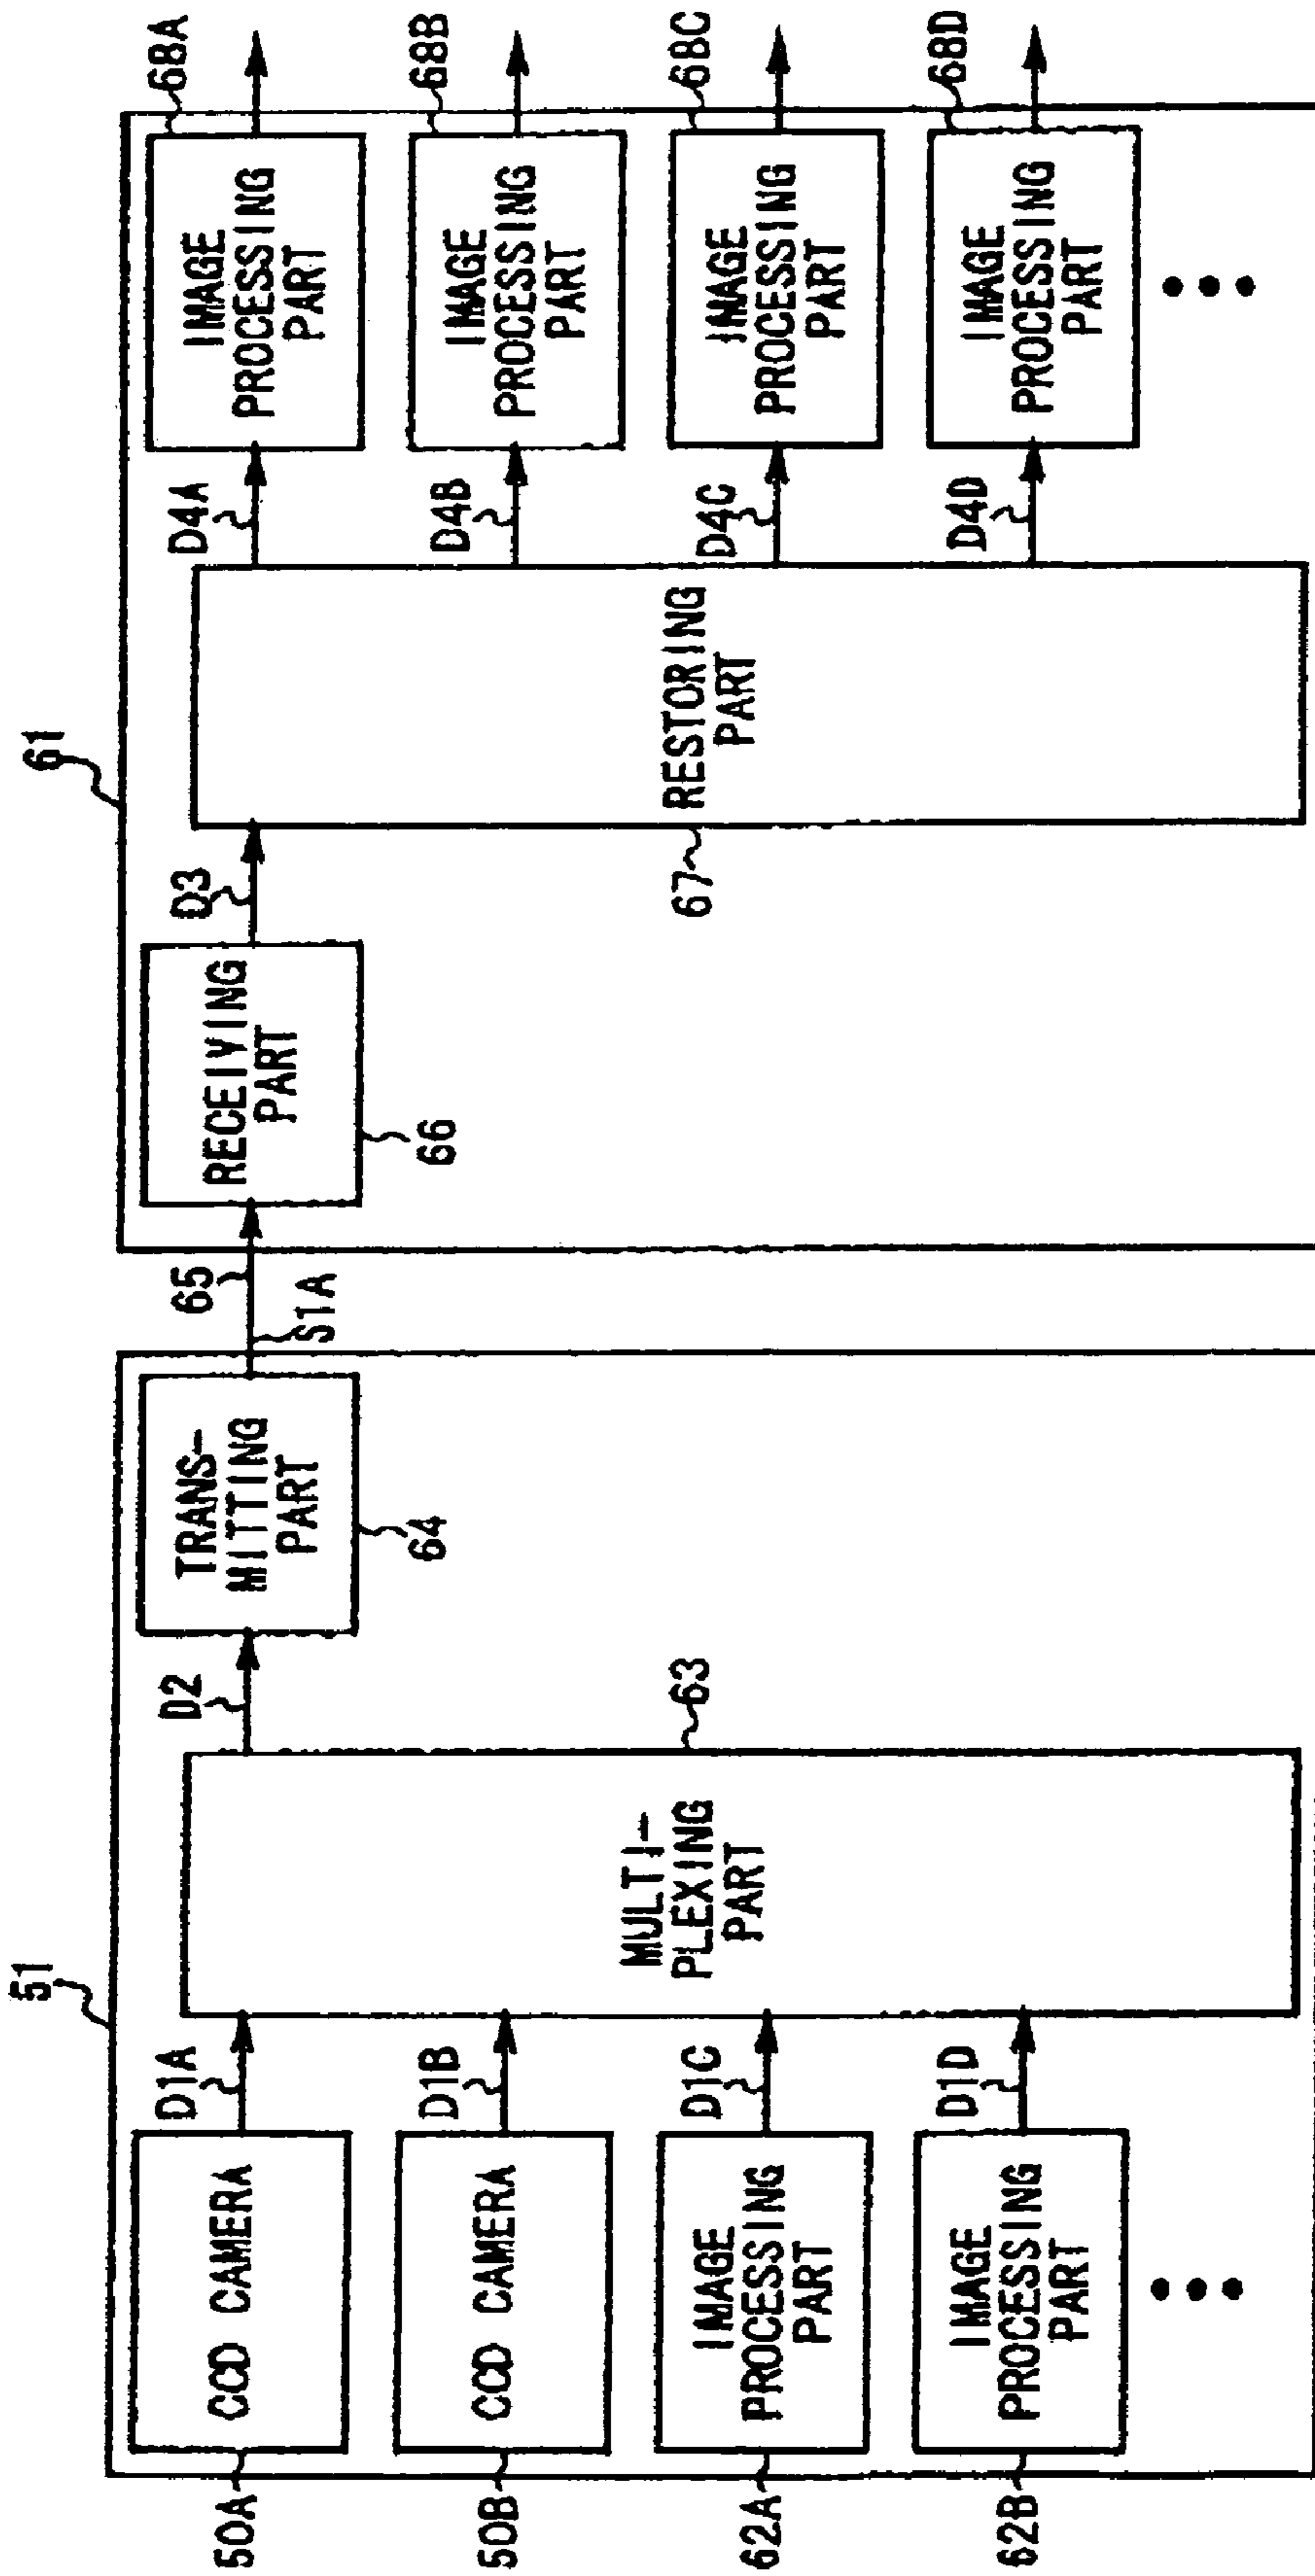 51
50A
CCD CAMERA
D1A
50B
CCD CAMERA
D1B
62A
IMAGE
PROCESSING
PART
D1C
62B
IMAGE
PROCESSING
PART
D1D
MULTI-
PLEXING
PART
63
D2
TRANS-
MITTING
PART
64
65
S1A
61
RECEIVING
PART
66
D3
RESTORING
PART
67
D4A
IMAGE
PROCESSING
PART
68A
D4B
IMAGE
PROCESSING
PART
68B
D4C
IMAGE
PROCESSING
PART
68C
D4D
IMAGE
PROCESSING
PART
68D